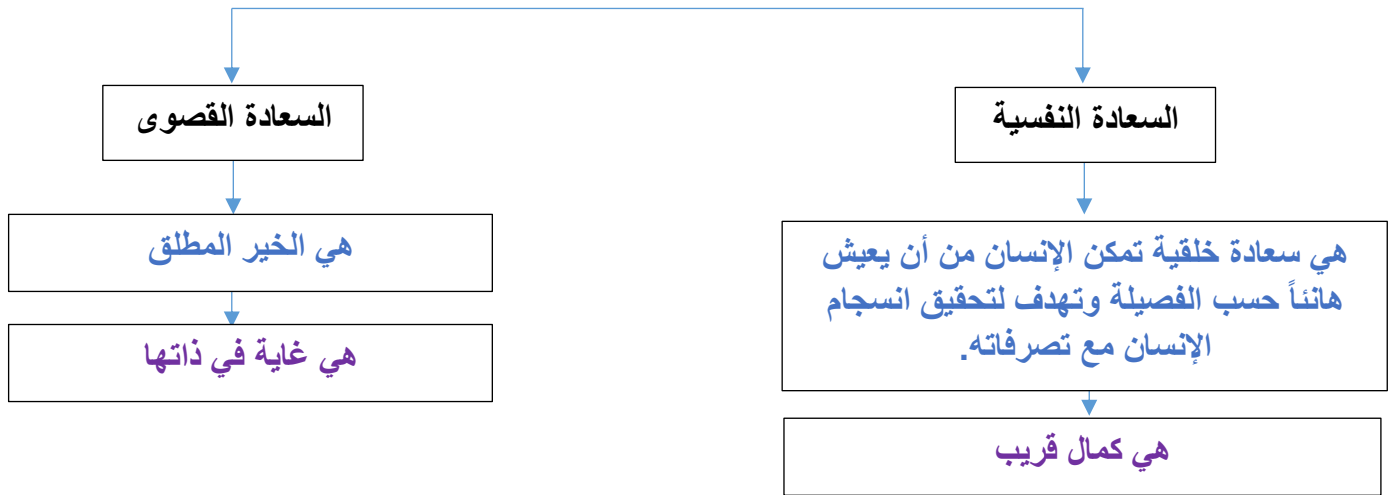 السعادة النفسية
السعادة القصوى
هي سعادة خلقية تمكن الإنسان من أن يعيش
هانئاً حسب الفصيلة وتهدف لتحقيق انسجام
الإنسان مع تصرفاته.
هي كمال قريب
هي الخير المطلق
هي غاية في ذاتها